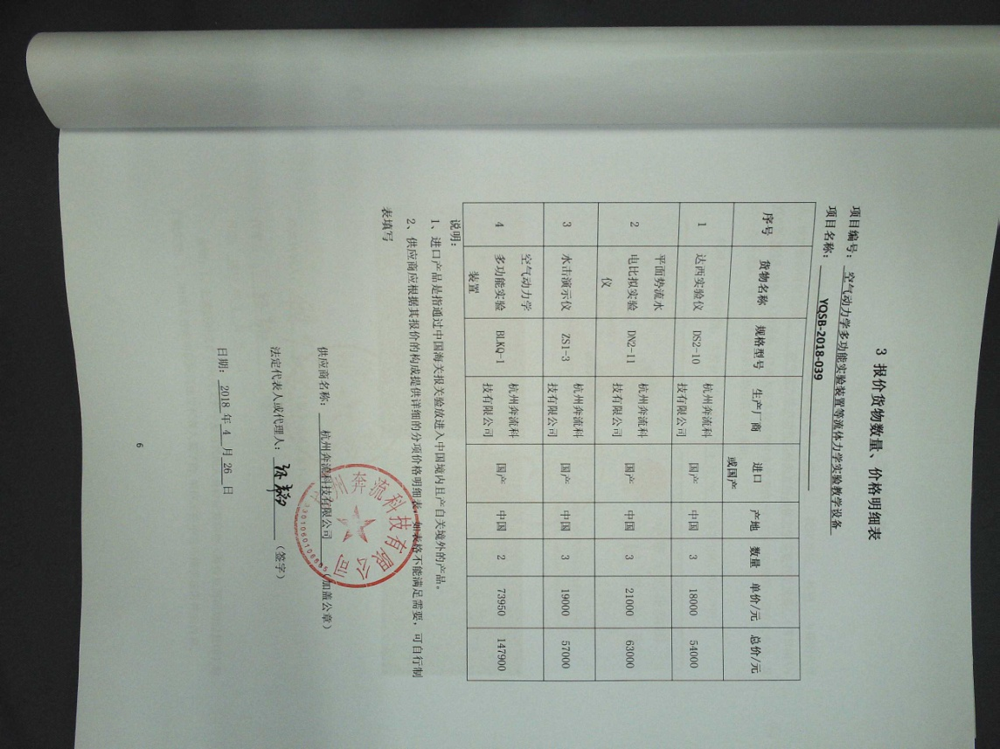 3 报价货物数量、价格明细表
项目编号： 空气动力学多功能实验装置等流体力学实验教学设备
项目名称： YQSB-2018-039
序号 货物名称 规格型号 生产厂商 进口或国产 产地 数量 单价/元 总价/元
1 达西实验仪 DS2-10 杭州奔流科技有限公司 国产 中国 3 18000 54000
2 平面势流水电比拟实验仪 DN2-11 杭州奔流科技有限公司 国产 中国 3 21000 63000
3 水击演示仪 ZS1-3 杭州奔流科技有限公司 国产 中国 3 19000 57000
4 空气动力学多功能实验装置 BLKQ-1 杭州奔流科技有限公司 国产 中国 2 73950 147900
说明：
1、进口产品是指通过中国海关报关验放进入中国境内且产自关境外的产品。
2、供应商应根据其报价的构成提供详细的分项价格明细表，如表格不能满足需要，可自行制
表填写
供应商名称： 杭州奔流科技有限公司 （加盖公章）
法定代表人或代理人： （签字）
日期： 2018 年 4 月 26 日
杭州奔流科技有限公司
6